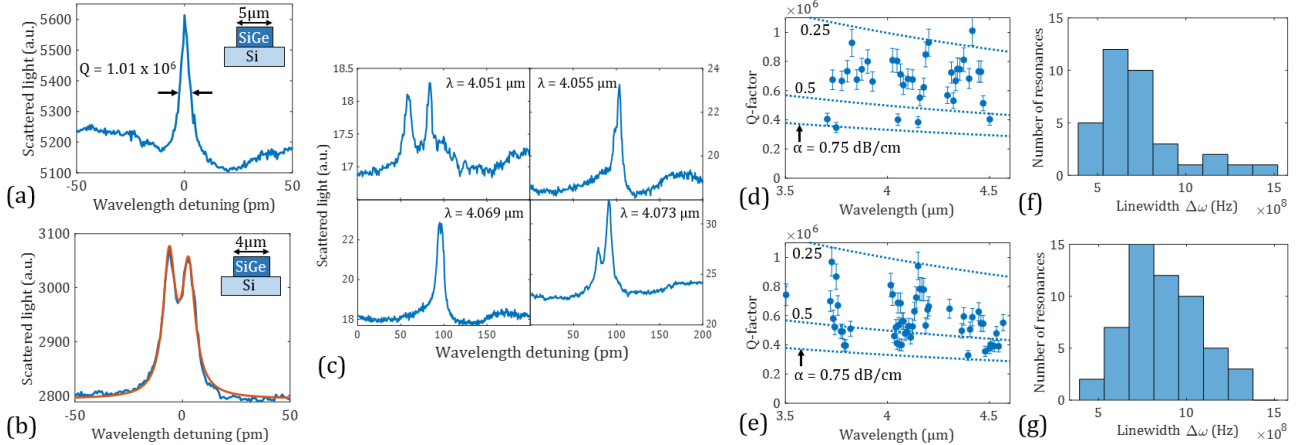 (a)
5600
5500
5400
5300
5200
5100
Scattered light (a.u.)
Q = 1.01 x 10⁶
5μm
SiGe
Si
-50
0
50
Wavelength detuning (pm)
(b)
3100
3000
2900
2800
Scattered light (a.u.)
4μm
SiGe
Si
-50
0
50
Wavelength detuning (pm)
(c)
Scattered light (a.u.)
18.5
18
17.5
17
λ = 4.051 μm
λ = 4.055 μm
24
22
20
19
λ = 4.069 μm
22
20
19
18
λ = 4.073 μm
30
25
20
0
50
100
150
50
100
150
200
Wavelength detuning (pm)
(d)
×10⁶
1
0.8
0.6
0.4
0.2
0
Q-factor
0.25
0.5
α = 0.75 dB/cm
3.5
4
4.5
Wavelength (μm)
(e)
×10⁶
1
0.8
0.6
0.4
0.2
0
Q-factor
0.25
0.5
α = 0.75 dB/cm
3.5
4
4.5
Wavelength (μm)
(f)
Number of resonances
15
10
5
0
5
10
15
Linewidth Δω (Hz)
×10⁸
(g)
Number of resonances
15
10
5
0
5
10
15
Linewidth Δω (Hz)
×10⁸